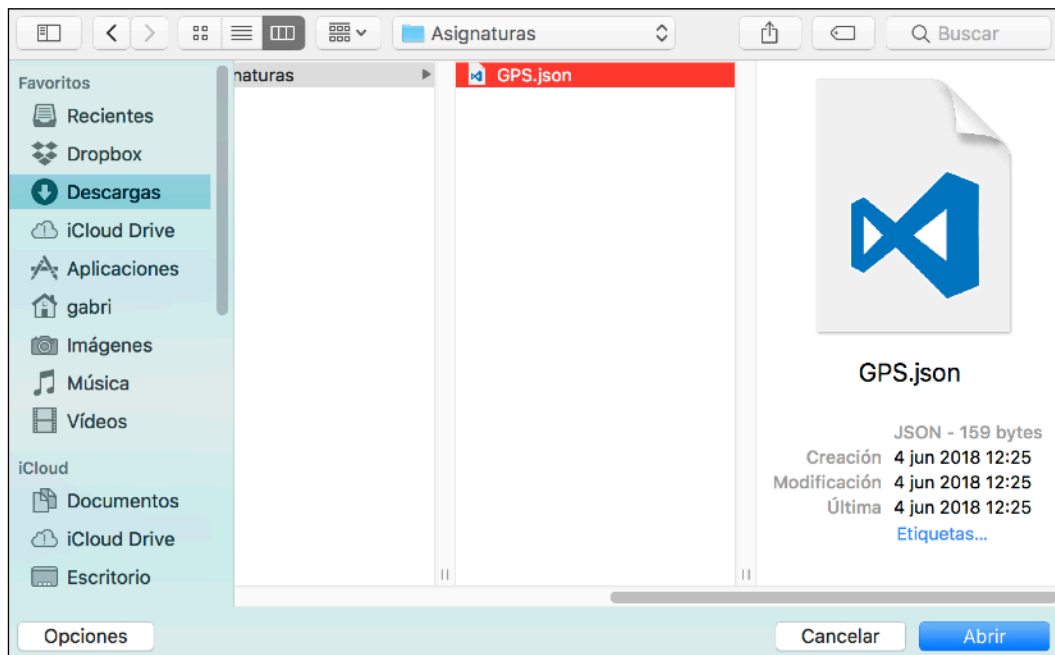 Asignaturas
Buscar
Favoritos
Recientes
Dropbox
Descargas
iCloud Drive
Aplicaciones
gabri
Imágenes
Música
Vídeos
iCloud
Documentos
iCloud Drive
Escritorio
naturas
GPS.json
GPS.json
JSON - 159 bytes
Creación 4 jun 2018 12:25
Modificación 4 jun 2018 12:25
Última 4 jun 2018 12:25
Etiquetas...
Opciones
Cancelar
Abrir